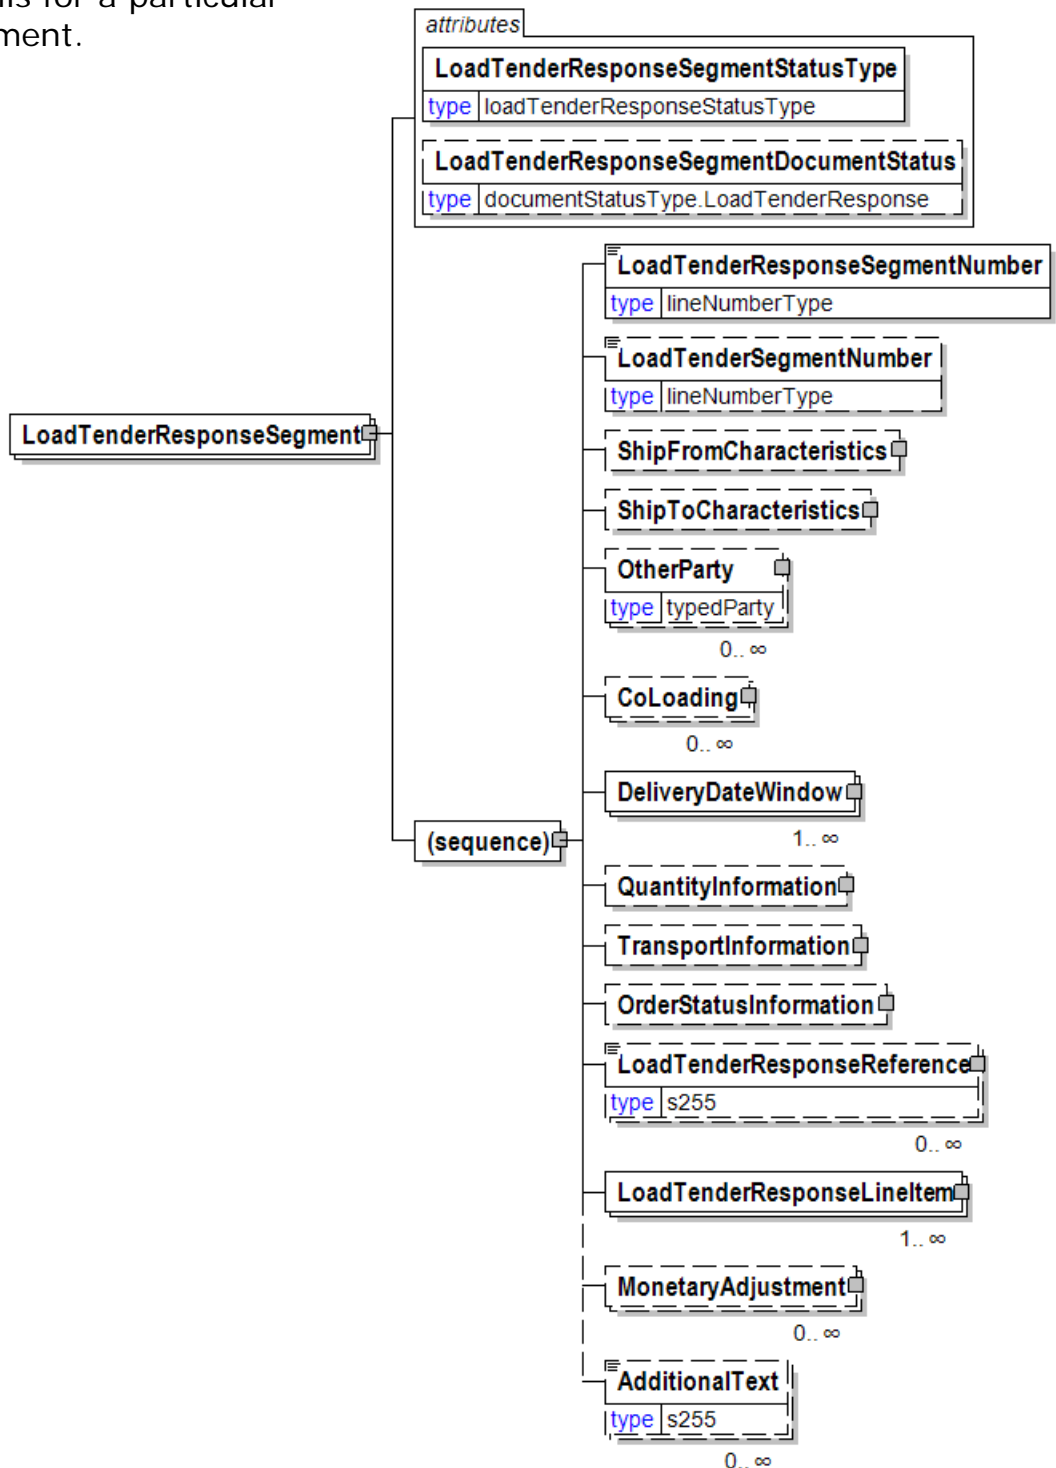 for a particular
attributes
LoadTenderResponseSegmentStatusType
type loadTenderResponseStatusType
LoadTenderResponseSegmentDocumentStatus
type documentStatusType.LoadTenderResponse
LoadTenderResponseSegmentNumber
type lineNumberType
LoadTenderSegmentNumber
type lineNumberType
LoadTenderResponseSegment
ShipFromCharacteristics
ShipToCharacteristics
OtherParty
type typedParty
0.. ∞
CoLoading
0.. ∞
DeliveryDateWindow
1.. ∞
(sequence)
QuantityInformation
TransportInformation
OrderStatusInformation
LoadTenderResponseReference
type s255
0.. ∞
LoadTenderResponseLineItem
1.. ∞
MonetaryAdjustment
0.. ∞
AdditionalText
type s255
0.. ∞